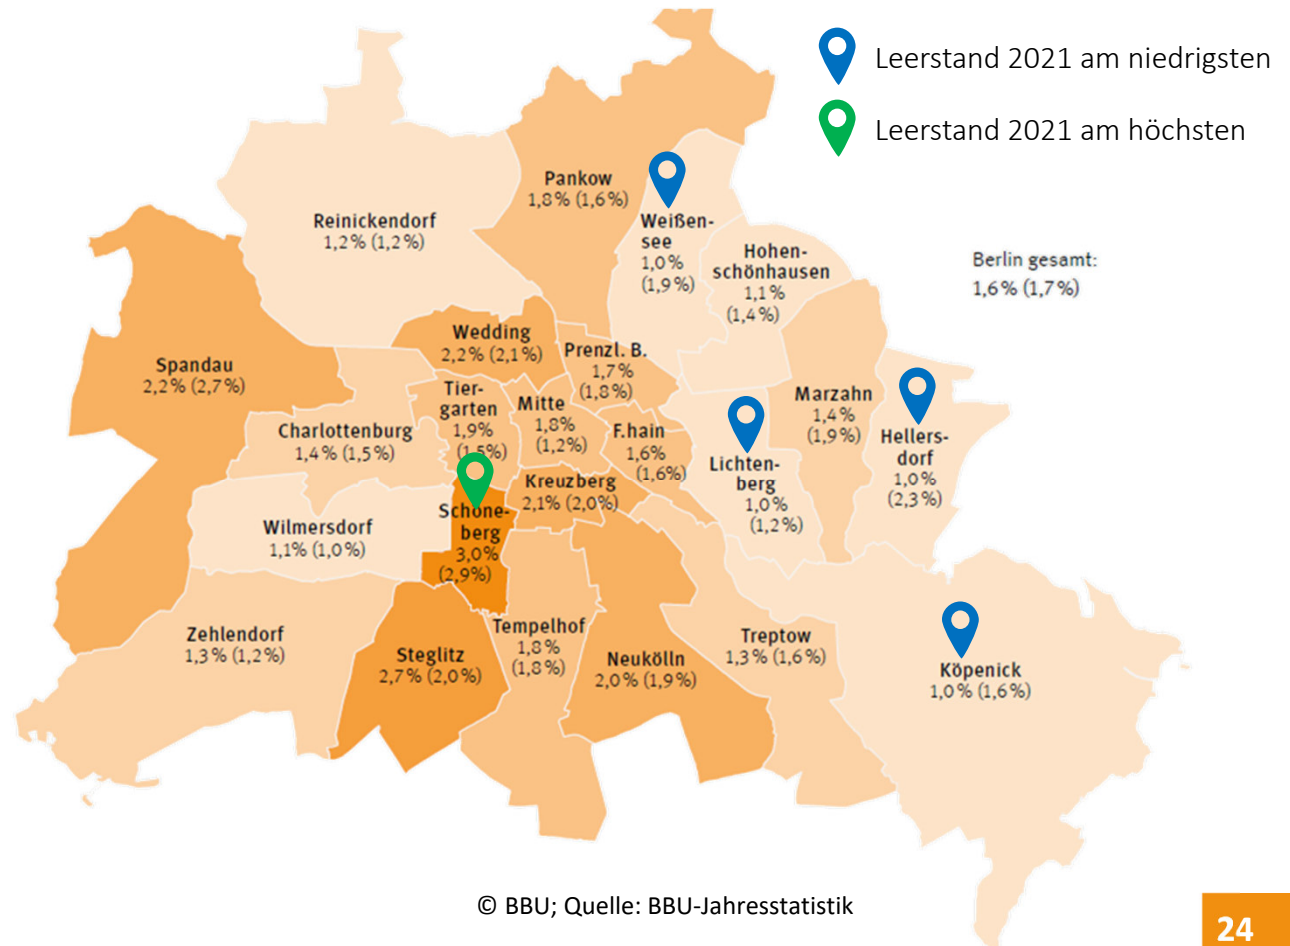 Leerstand 2021 am niedrigsten
Leerstand 2021 am höchsten
Pankow
1,8% (1,6%)
Reinickendorf
1,2% (1,2%)
Weißen-
see
1,0%
(1,9%)
Hohen-
schönhausen
1,1%
(1,4%)
Berlin gesamt:
1,6% (1,7%)
Wedding
2,2% (2,1%)
Prenzl. B.
1,7%
(1,8%)
Spandau
2,2% (2,7%)
Tier-
garten
1,9%
(1,5%)
Mitte
1,8%
(1,2%)
Marzahn
1,4%
(1,9%)
Charlottenburg
1,4% (1,5%)
F.hain
1,6%
(1,6%)
Hellers-
dorf
1,0%
(2,3%)
Lichten-
berg
1,0%
(1,2%)
Kreuzberg
2,1% (2,0%)
Schöne-
berg
3,0%
(2,9%)
Wilmersdorf
1,1% (1,0%)
Zehlendorf
1,3% (1,2%)
Steglitz
2,7% (2,0%)
Tempelhof
1,8%
(1,8%)
Neukölln
2,0% (1,9%)
Treptow
1,3% (1,6%)
Köpenick
1,0% (1,6%)
© BBU; Quelle: BBU-Jahresstatistik
24